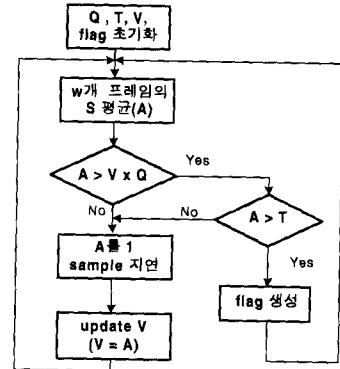 Q , T, V,
flag 초기화
w개 프레임의
S 평균(A)
A > V x Q
Yes
No
No
A > T
A를 1
sample 지연
Yes
flag 생성
update V
(V = A)